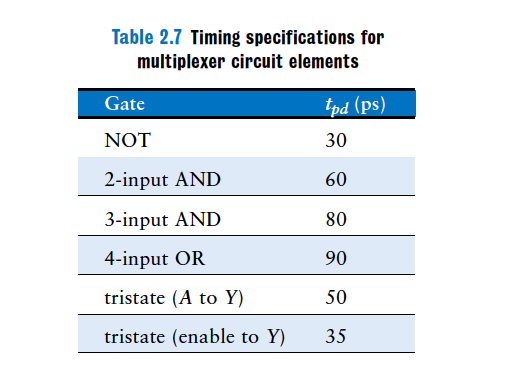 Table 2.7 Timing specifications for
multiplexer circuit elements
Gate tpd (ps)
NOT 30
2-input AND 60
3-input AND 80
4-input OR 90
tristate (A to Y) 50
tristate (enable to Y) 35